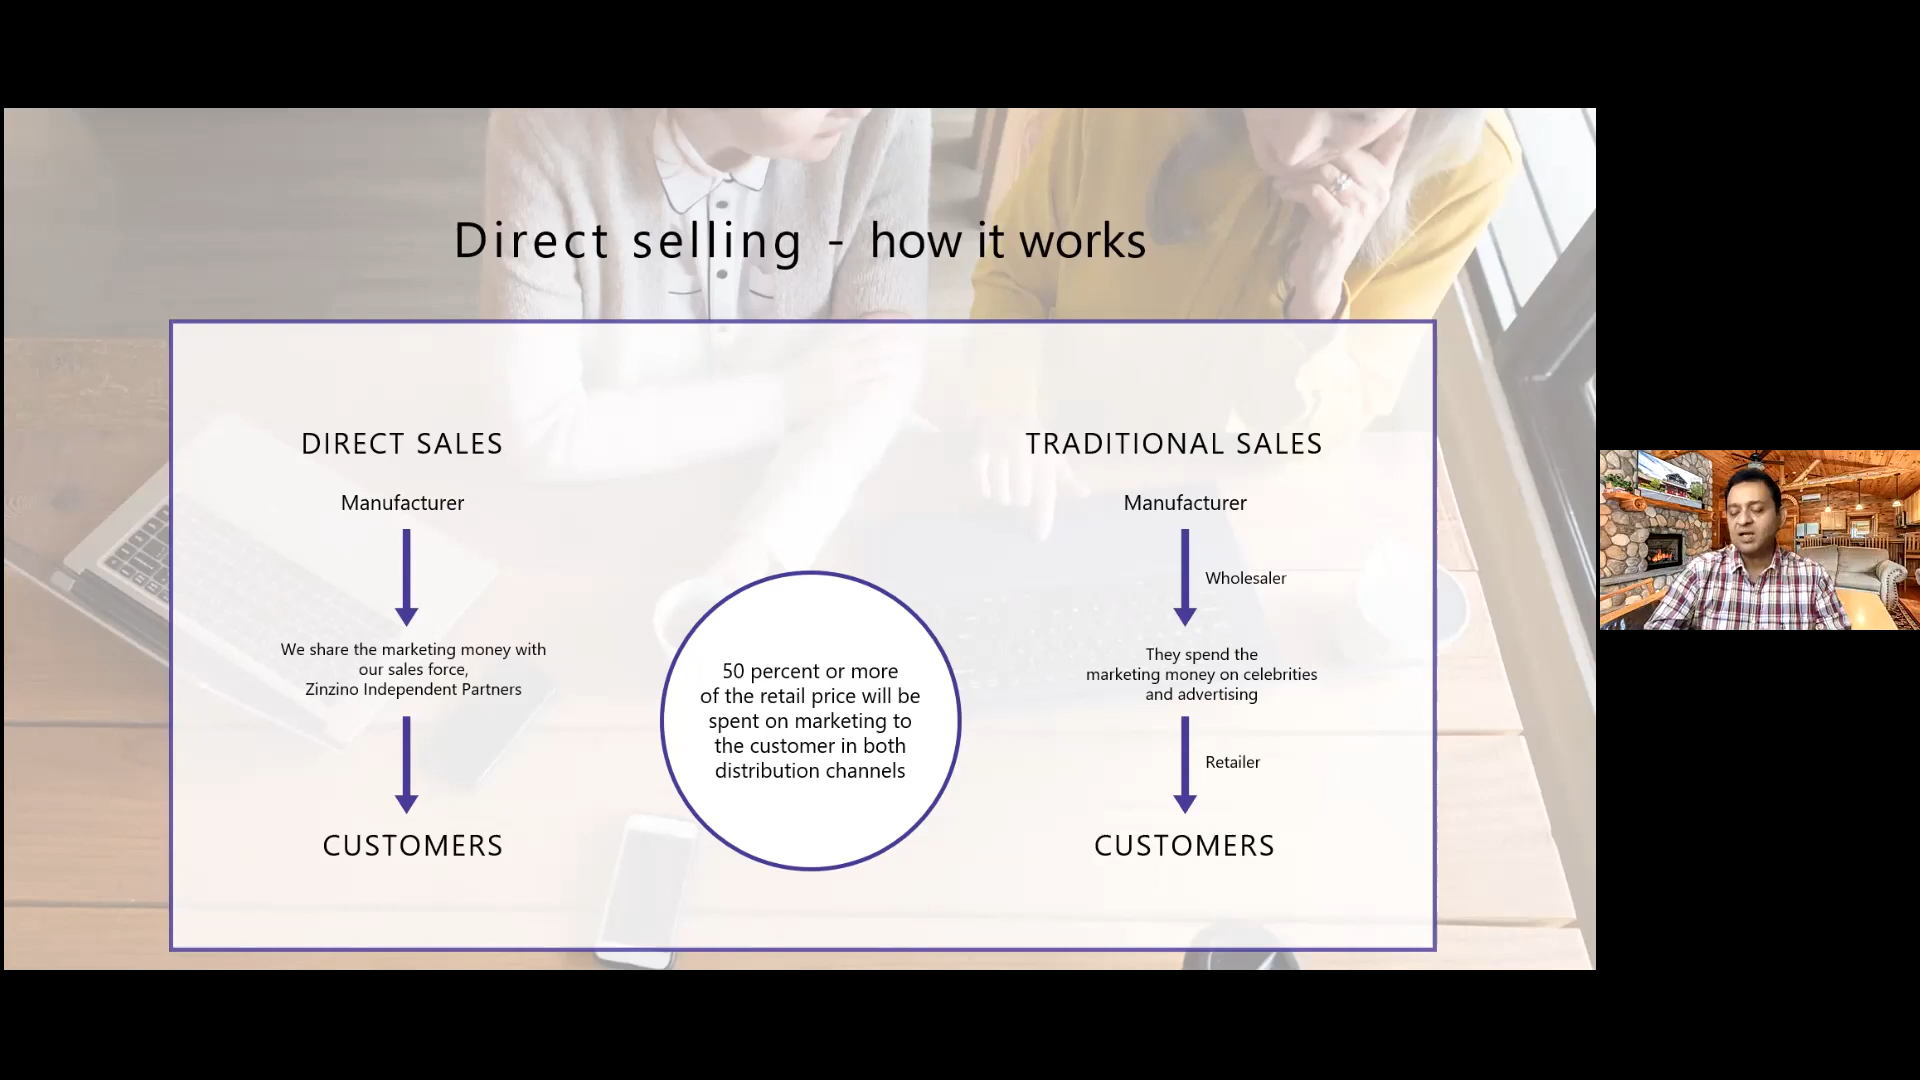 Direct selling - how it works
DIRECT SALES
Manufacturer
We share the marketing money with
our sales force,
Zinzino Independent Partners
CUSTOMERS
50 percent or more
of the retail price will be
spent on marketing to
the customer in both
distribution channels
TRADITIONAL SALES
Manufacturer
Wholesaler
They spend the
marketing money on celebrities
and advertising
Retailer
CUSTOMERS